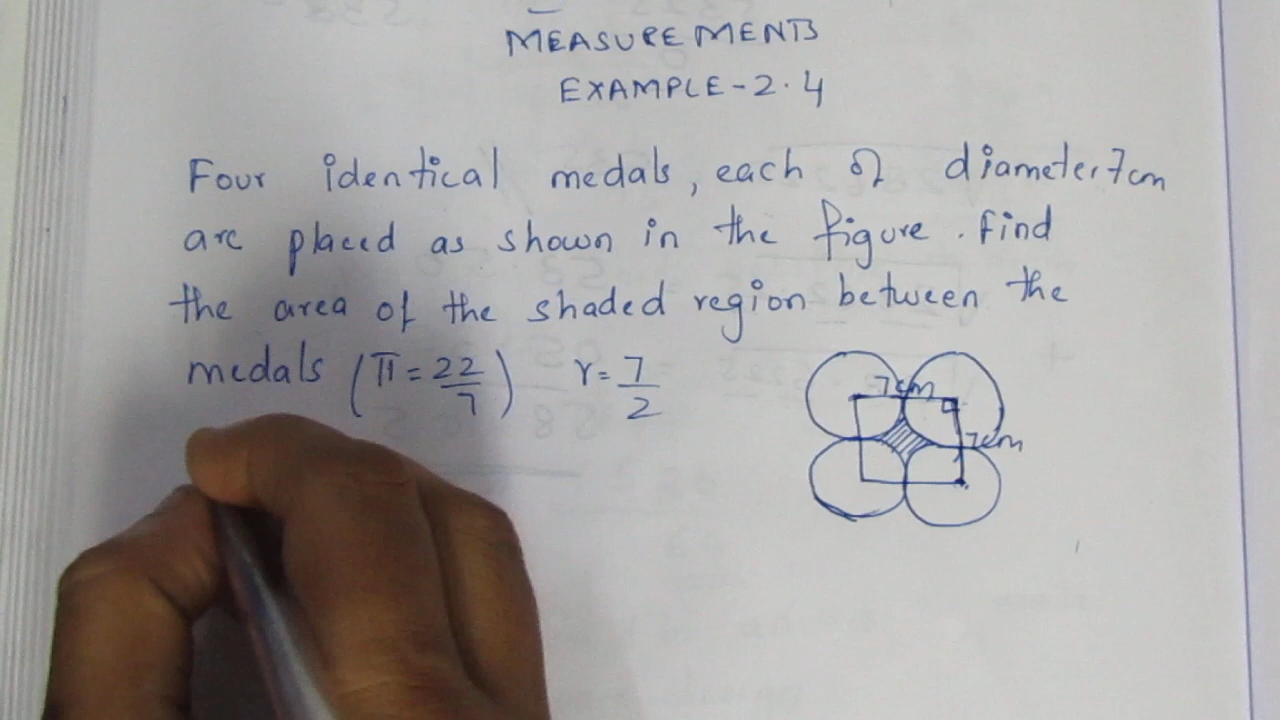 MEASUREMENTS
EXAMPLE-2.4
Four identical medals, each of diameter 7cm
are placed as shown in the figure. Find
the area of the shaded region between the
medals (π = 22/7) r = 7/2
7cm
7cm